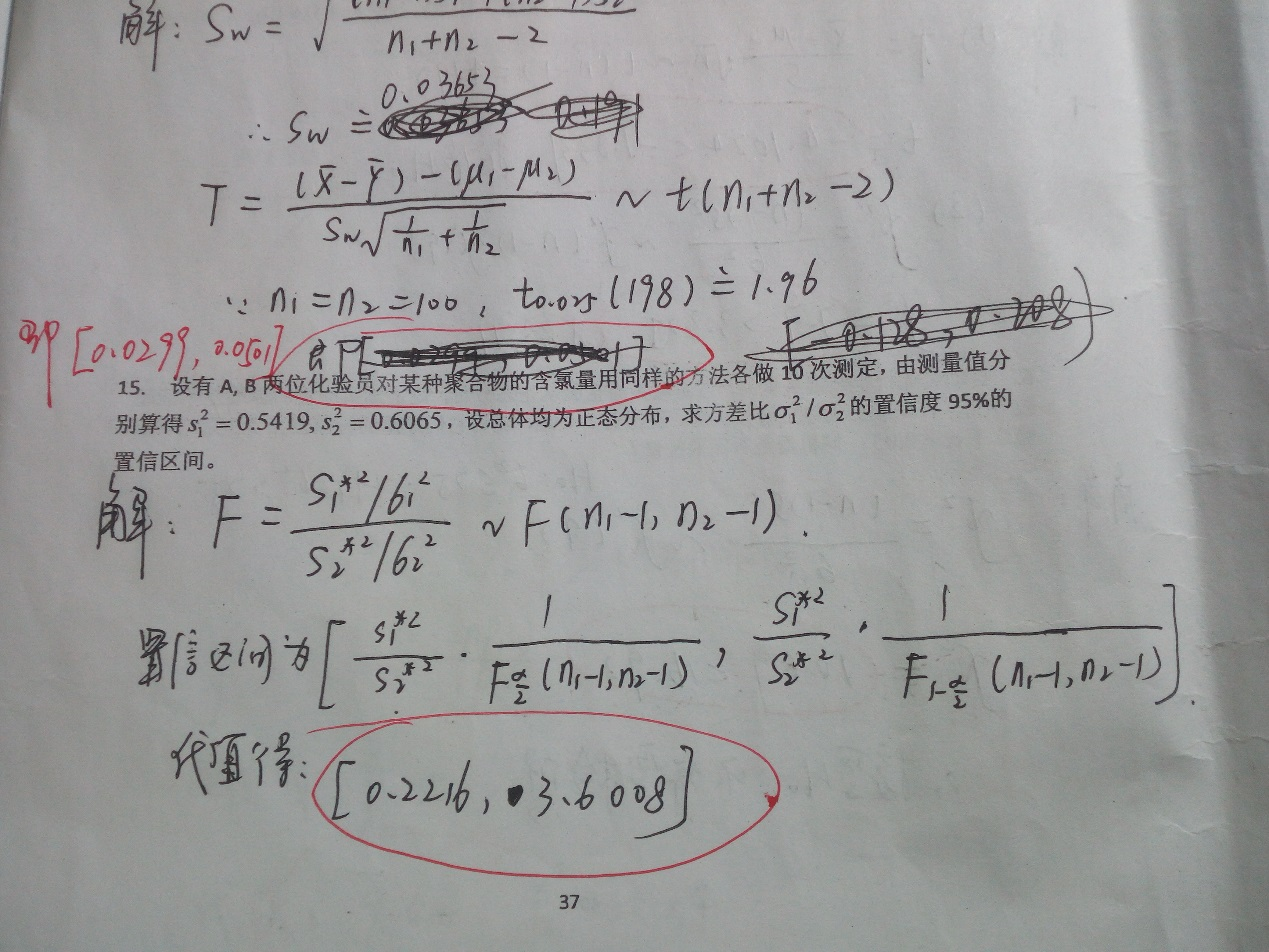 解: Sw = √ n₁+n₂-2
0.03653
∴ Sw ≐
T = (X̄-Ȳ)-(μ₁-μ₂) / Sw√(1/n₁+1/n₂) ~ t(n₁+n₂-2)
∵ n₁=n₂=100, t0.025(198)≐1.96
即 [0.0299, 0.0501] 即[ ]
15. 设有 A, B 两位化验员对某种聚合物的含氯量用同样的方法各做 10 次测定，由测量值分
别算得 s₁² = 0.5419, s₂² = 0.6065，设总体均为正态分布，求方差比 σ₁²/σ₂² 的置信度 95%的
置信区间。
解: F = S₁*²/σ₁² / S₂*²/σ₂² ~ F(n₁-1, n₂-1).
置信区间为 [S₁*²/S₂*² · 1/F_{α/2}(n₁-1,n₂-1), S₁*²/S₂*² · 1/F_{1-α/2}(n₁-1,n₂-1)].
代值得: [0.2216, 3.6008]
37